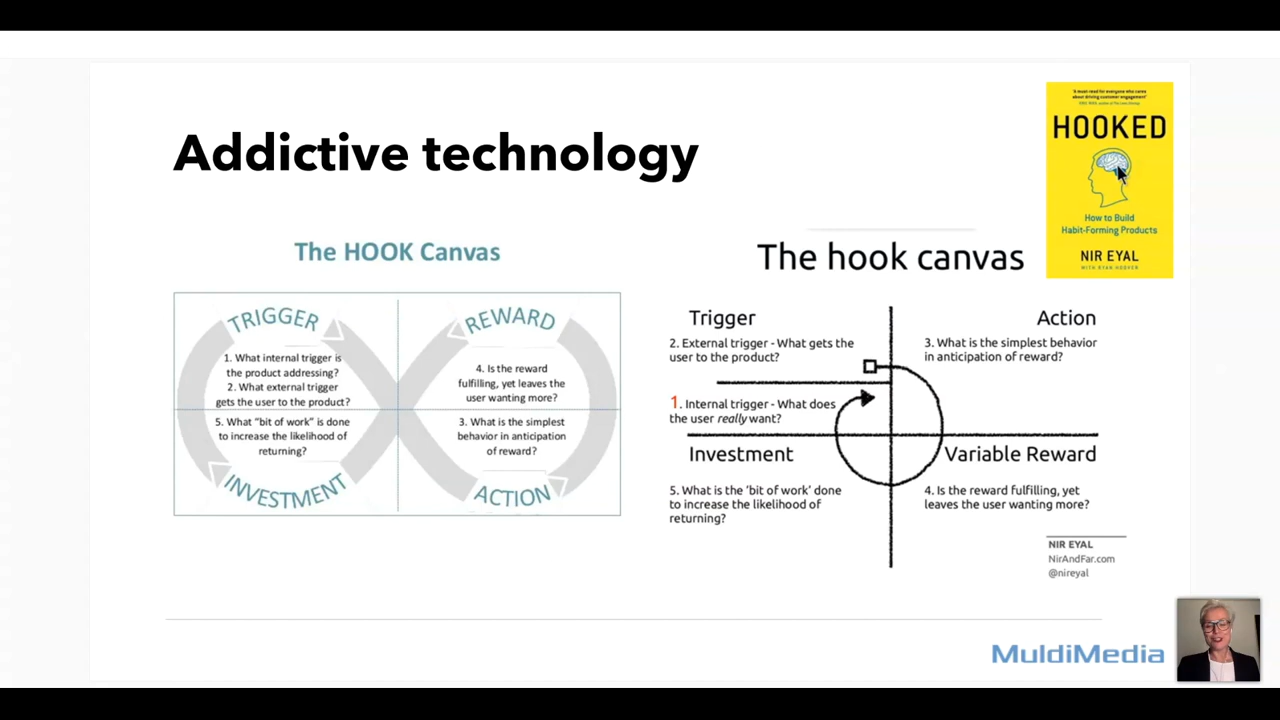 Addictive technology
'A must-read for everyone who cares
about driving customer engagement'
HOOKED
How to Build
Habit-Forming Products
NIR EYAL
WITH RYAN HOOVER
The HOOK Canvas
TRIGGER
1. What internal trigger is
the product addressing?
2. What external trigger
gets the user to the product?
REWARD
4. Is the reward
fulfilling, yet leaves the
user wanting more?
5. What "bit of work" is done
to increase the likelihood of
returning?
INVESTMENT
3. What is the simplest
behavior in anticipation
of reward?
ACTION
The hook canvas
Trigger
2. External trigger - What gets the
user to the product?
1. Internal trigger - What does
the user really want?
Action
3. What is the simplest behavior
in anticipation of reward?
Investment
5. What is the 'bit of work' done
to increase the likelihood of
returning?
Variable Reward
4. Is the reward fulfilling, yet
leaves the user wanting more?
NIR EYAL
NirAndFar.com
@nireyal
MuldiMedia